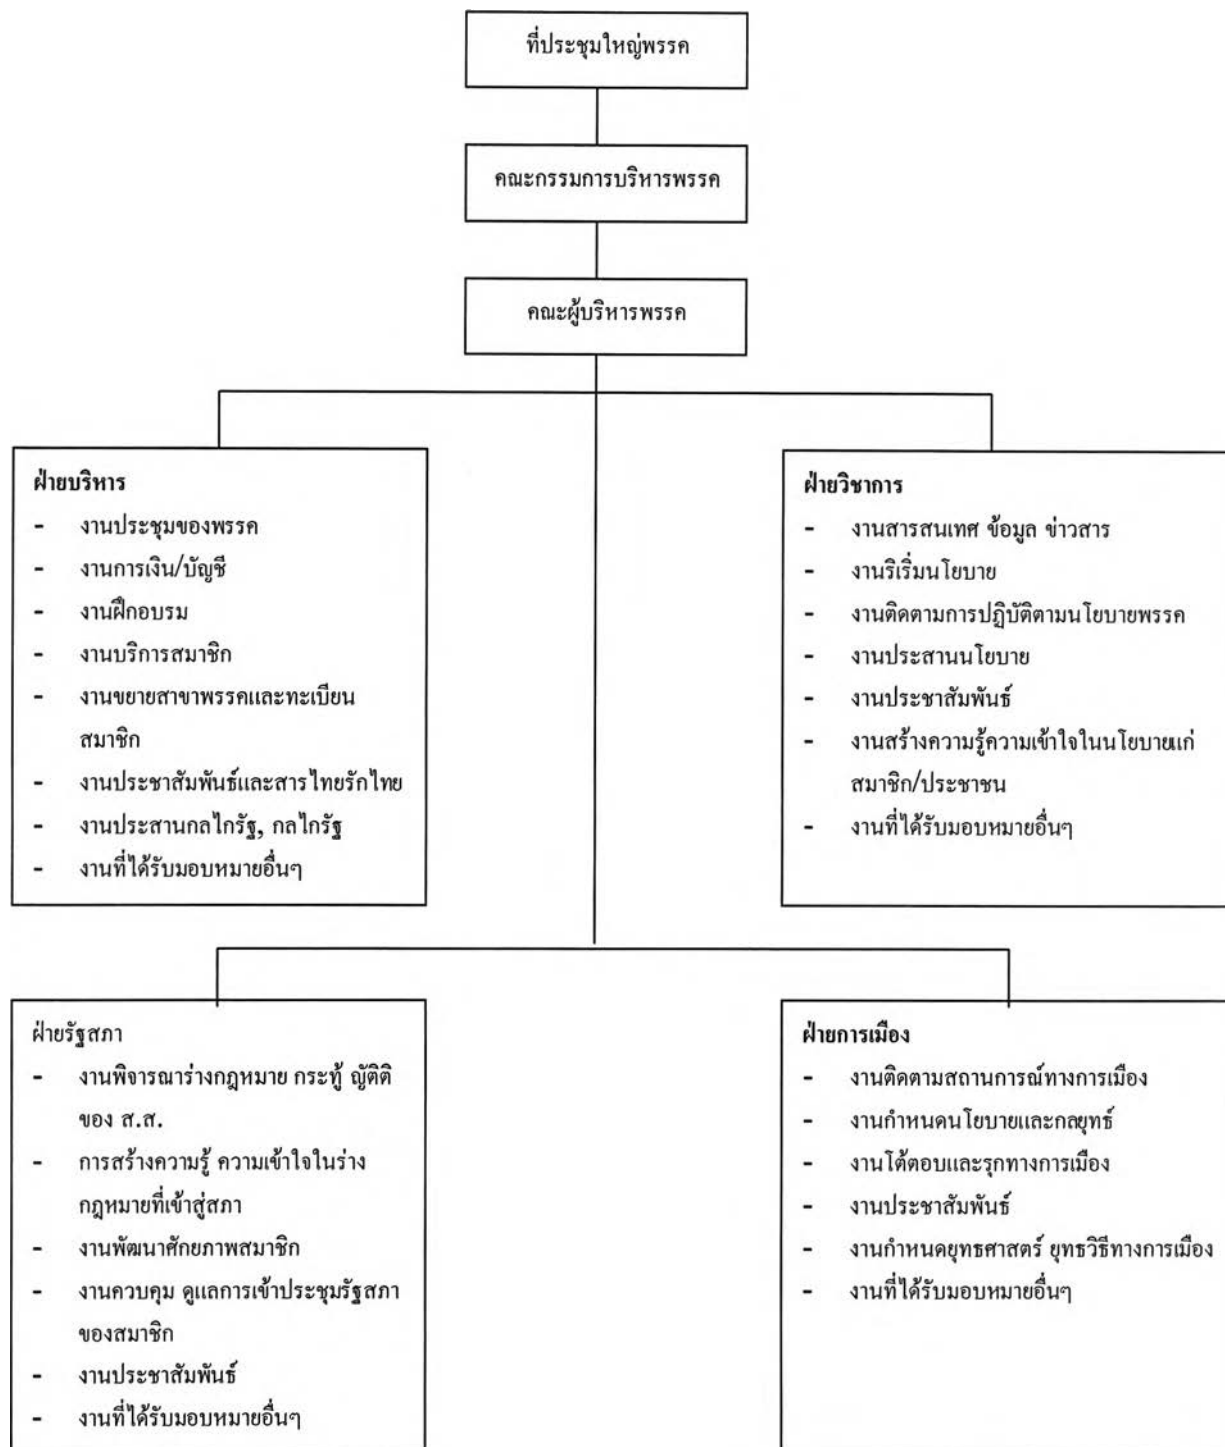 ที่ประชุมใหญ่พรรค
คณะกรรมการบริหารพรรค
คณะผู้บริหารพรรค
ฝ่ายบริหาร
- งานประชุมของพรรค
- งานการเงิน/บัญชี
- งานฝึกอบรม
- งานบริการสมาชิก
- งานขยายสาขาพรรคและทะเบียน
สมาชิก
- งานประชาสัมพันธ์และสารไทยรักไทย
- งานประสานกลไกรัฐ, กลไกรัฐ
- งานที่ได้รับมอบหมายอื่นๆ
ฝ่ายวิชาการ
- งานสารสนเทศ ข้อมูล ข่าวสาร
- งานริเริ่มนโยบาย
- งานติดตามการปฏิบัติตามนโยบายพรรค
- งานประสานนโยบาย
- งานประชาสัมพันธ์
- งานสร้างความรู้ความเข้าใจในนโยบายแก่
สมาชิก/ประชาชน
- งานที่ได้รับมอบหมายอื่นๆ
ฝ่ายรัฐสภา
- งานพิจารณาร่างกฎหมาย กระทู้ ญัติติ
ของ ส.ส.
- การสร้างความรู้ ความเข้าใจในร่าง
กฎหมายที่เข้าสู่สภา
- งานพัฒนาศักยภาพสมาชิก
- งานควบคุม ดูแลการเข้าประชุมรัฐสภา
ของสมาชิก
- งานประชาสัมพันธ์
- งานที่ได้รับมอบหมายอื่นๆ
ฝ่ายการเมือง
- งานติดตามสถานการณ์ทางการเมือง
- งานกำหนดนโยบายและกลยุทธ์
- งานโต้ตอบและรุกทางการเมือง
- งานประชาสัมพันธ์
- งานกำหนดยุทธศาสตร์ ยุทธวิธีทางการเมือง
- งานที่ได้รับมอบหมายอื่นๆ